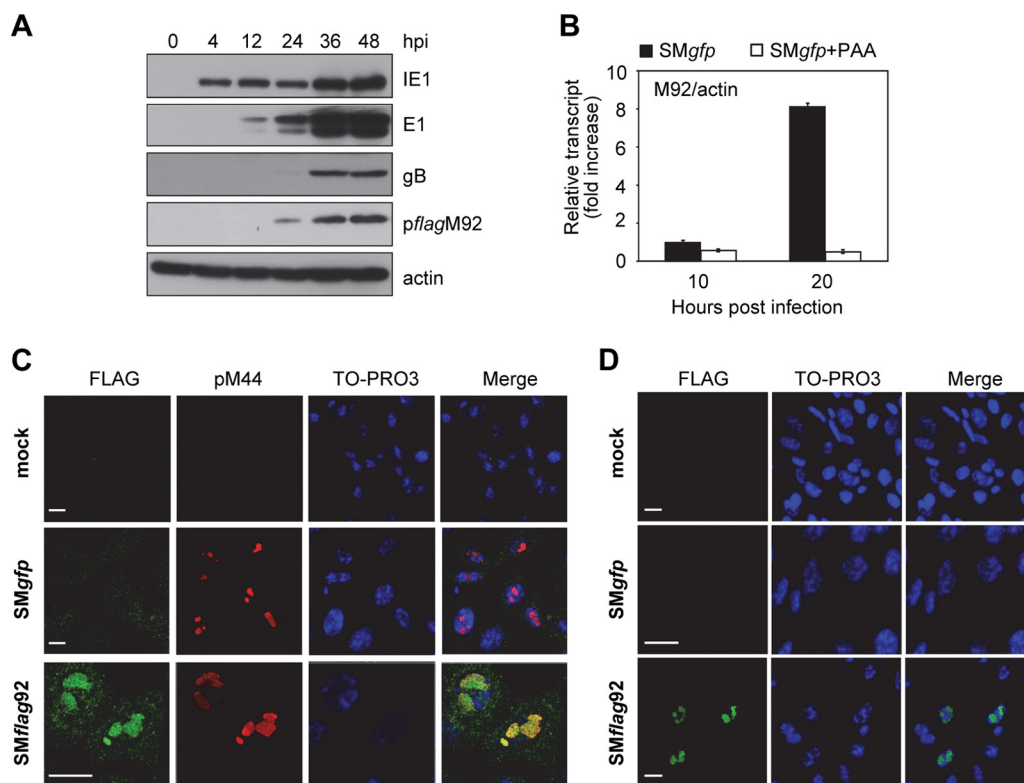 A
0 4 12 24 36 48 hpi
IE1
E1
gB
pflagM92
actin
B
SMgfp SMgfp+PAA
M92/actin
Relative transcript
(fold increase)
10
8
6
4
2
0
10 20
Hours post infection
C
FLAG pM44 TO-PRO3 Merge
mock
SMgfp
SMflag92
D
FLAG TO-PRO3 Merge
mock
SMgfp
SMflag92